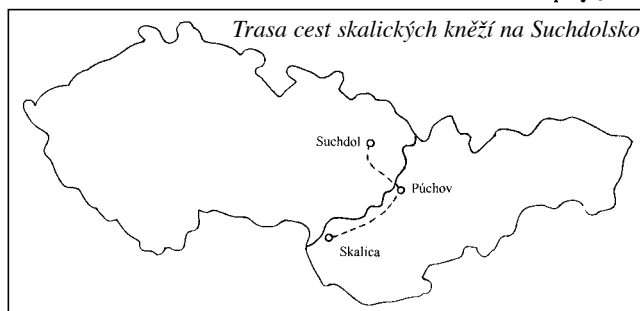 Trasa cest skalických kněží na Suchdolsko
Suchdol
Púchov
Skalica